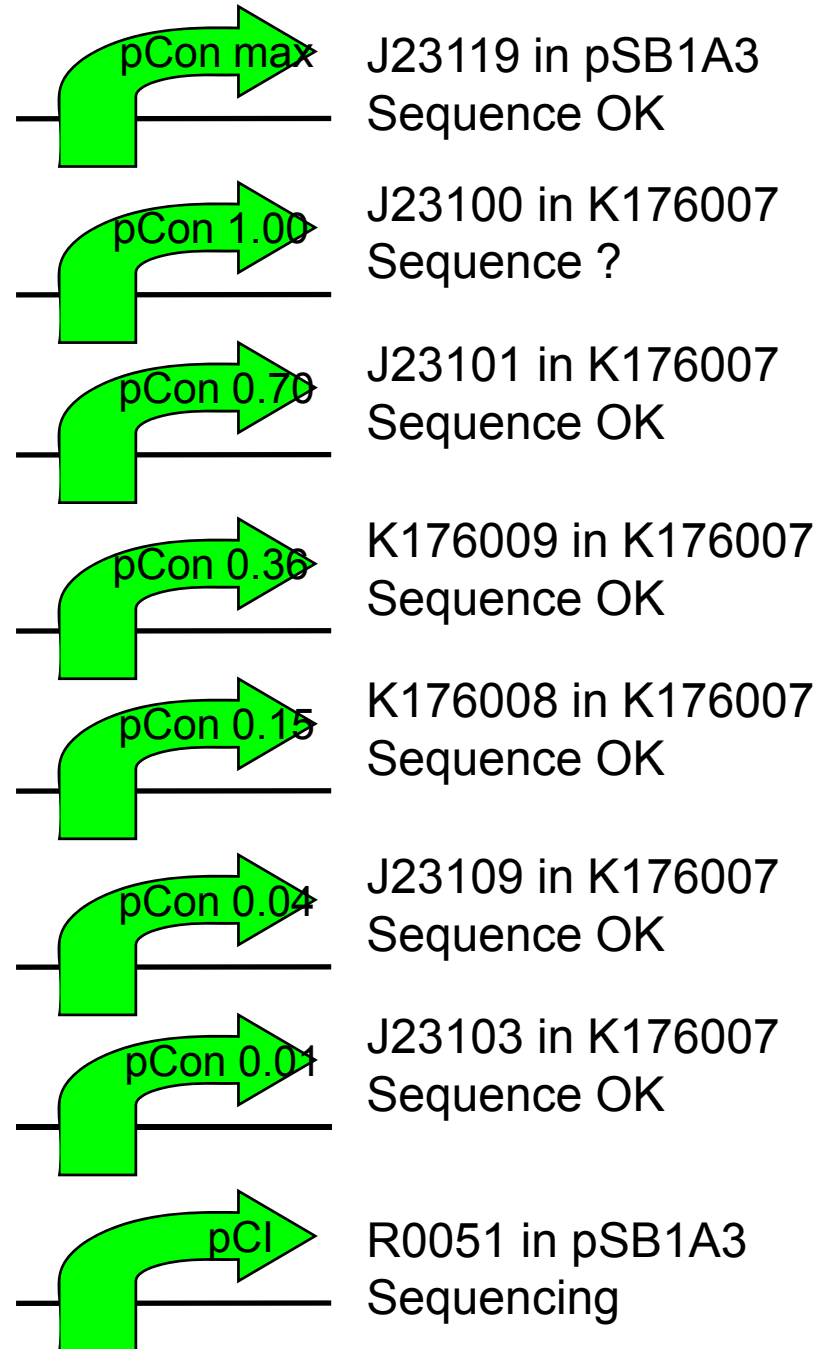 pCon max
J23119 in pSB1A3
Sequence OK
pCon 1.00
J23100 in K176007
Sequence ?
pCon 0.70
J23101 in K176007
Sequence OK
pCon 0.36
K176009 in K176007
Sequence OK
pCon 0.15
K176008 in K176007
Sequence OK
pCon 0.04
J23109 in K176007
Sequence OK
pCon 0.01
J23103 in K176007
Sequence OK
pCI
R0051 in pSB1A3
Sequencing